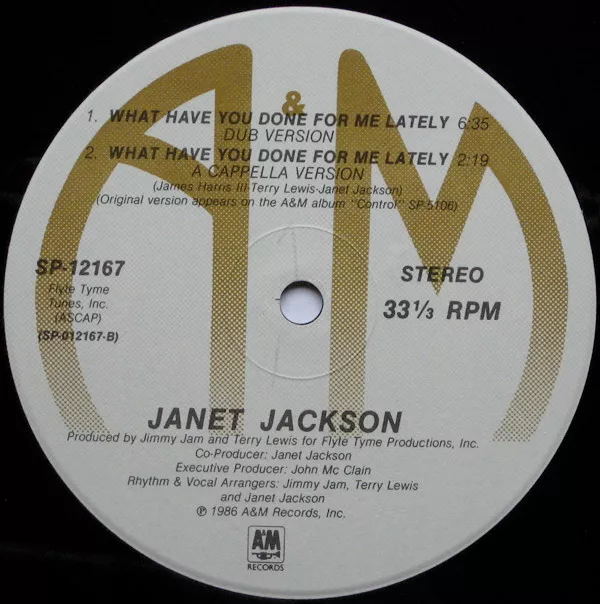 &
1. WHAT HAVE YOU DONE FOR ME LATELY 6:35
DUB VERSION
2. WHAT HAVE YOU DONE FOR ME LATELY 2:19
A CAPPELLA VERSION
(James Harris III-Terry Lewis-Janet Jackson)
(Original version appears on the A&M album "Control" SP-5106)
A M
SP-12167
Flyte Tyme
Tunes, Inc.
(ASCAP)
(SP-012167-B)
STEREO
33 1/3 RPM
JANET JACKSON
Produced by Jimmy Jam and Terry Lewis for Flyte Tyme Productions, Inc.
Co-Producer: Janet Jackson
Executive Producer: John Mc Clain
Rhythm & Vocal Arrangers: Jimmy Jam, Terry Lewis
and Janet Jackson
℗ 1986 A&M Records, Inc.
A&M
RECORDS